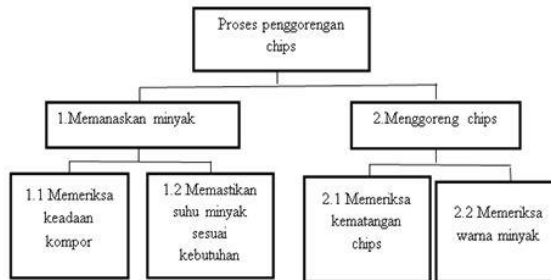 Proses penggorengan
chips
1.Memanaskan minyak
2.Menggoreng chips
1.1 Memeriksa
keadaan
kompor
1.2 Memastikan
suhu minyak
sesuai
kebutuhan
2.1 Memeriksa
kematangan
chips
2.2 Memeriksa
warna minyak